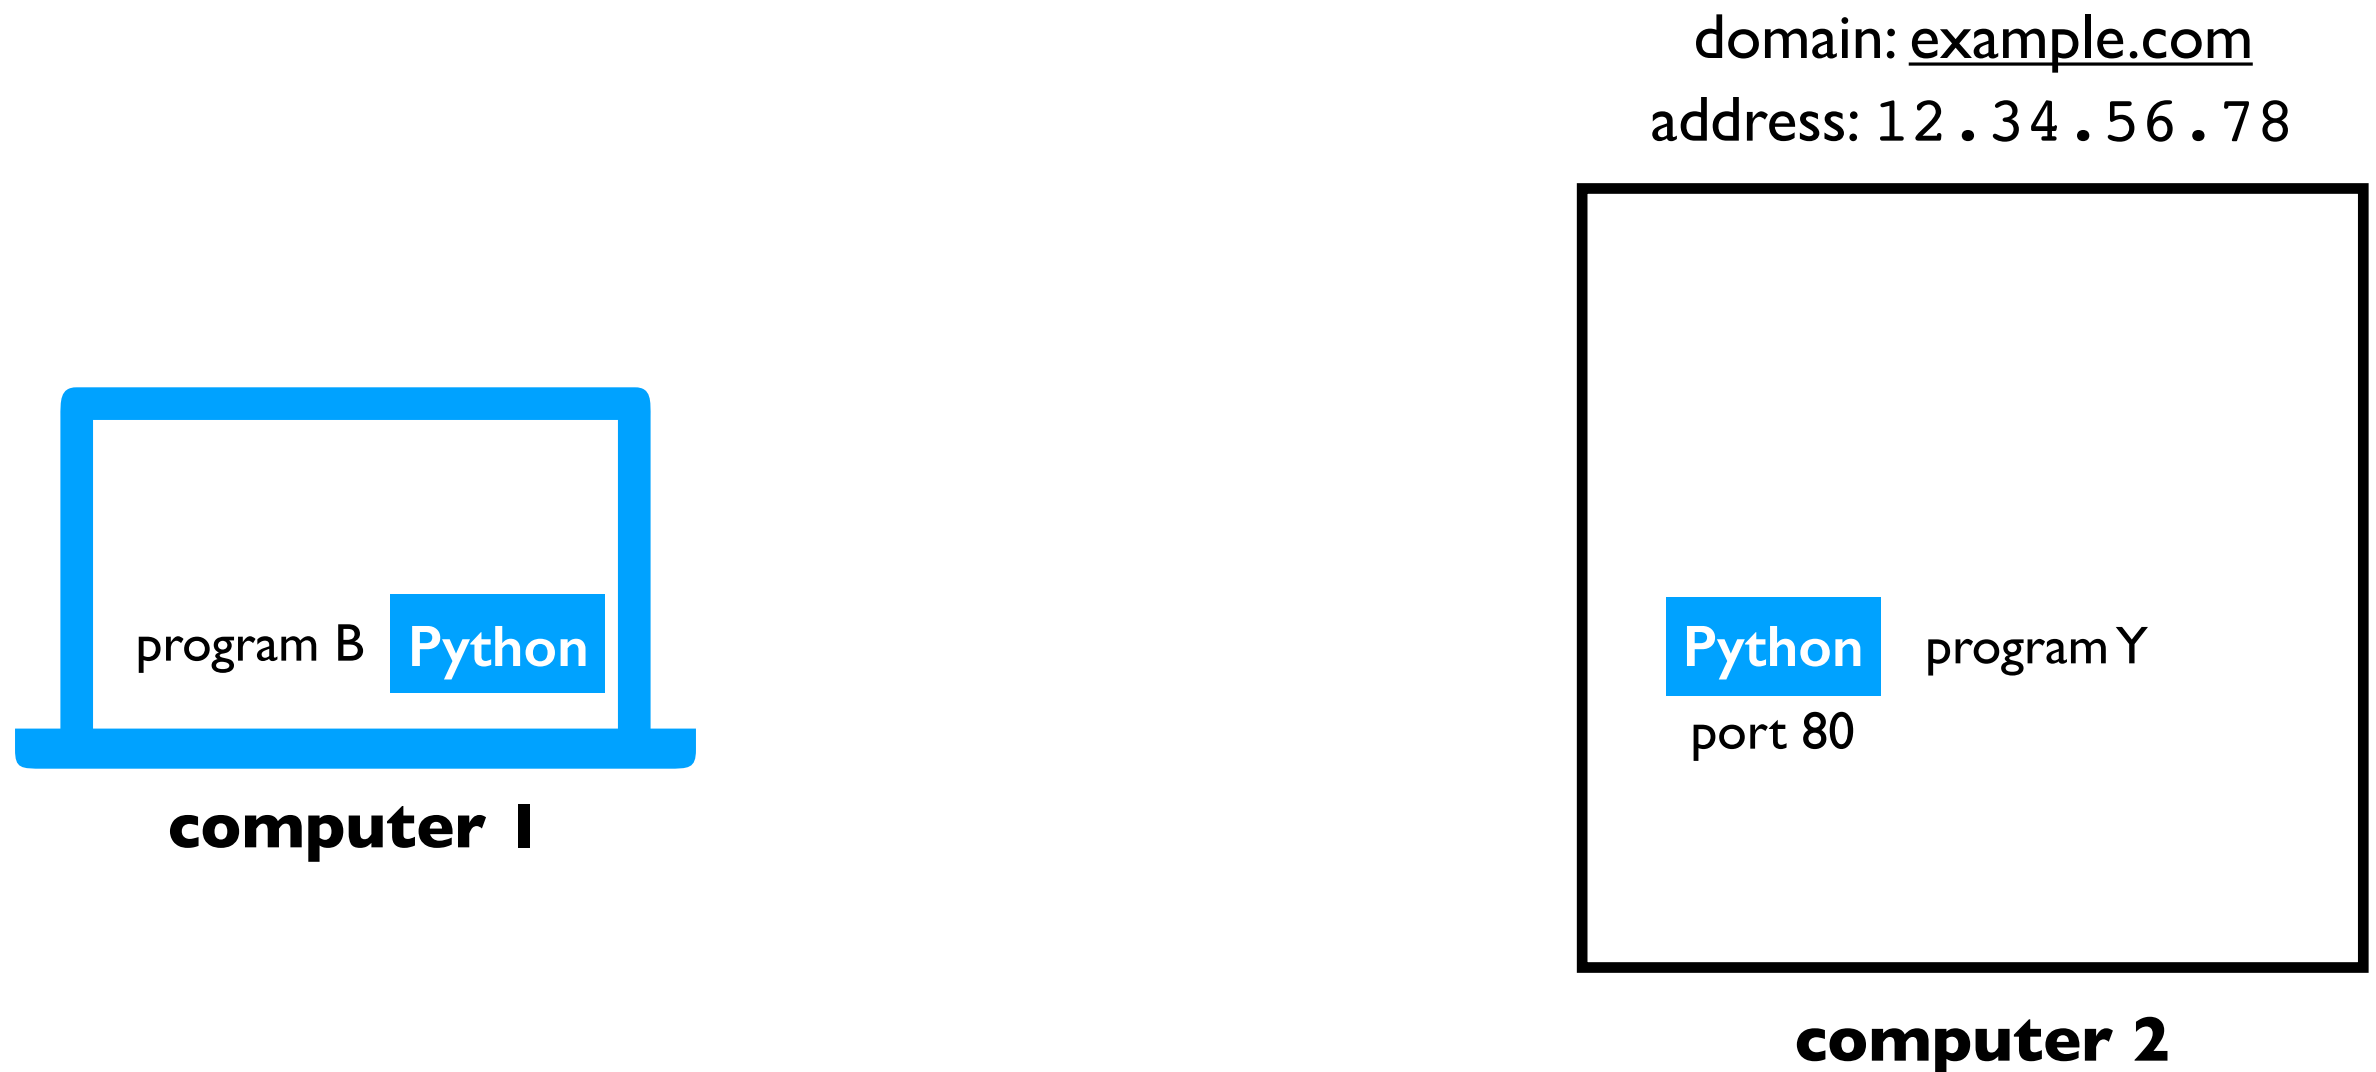 domain: example.com
address: 12.34.56.78
program B Python
Python program Y
port 80
computer 1
computer 2